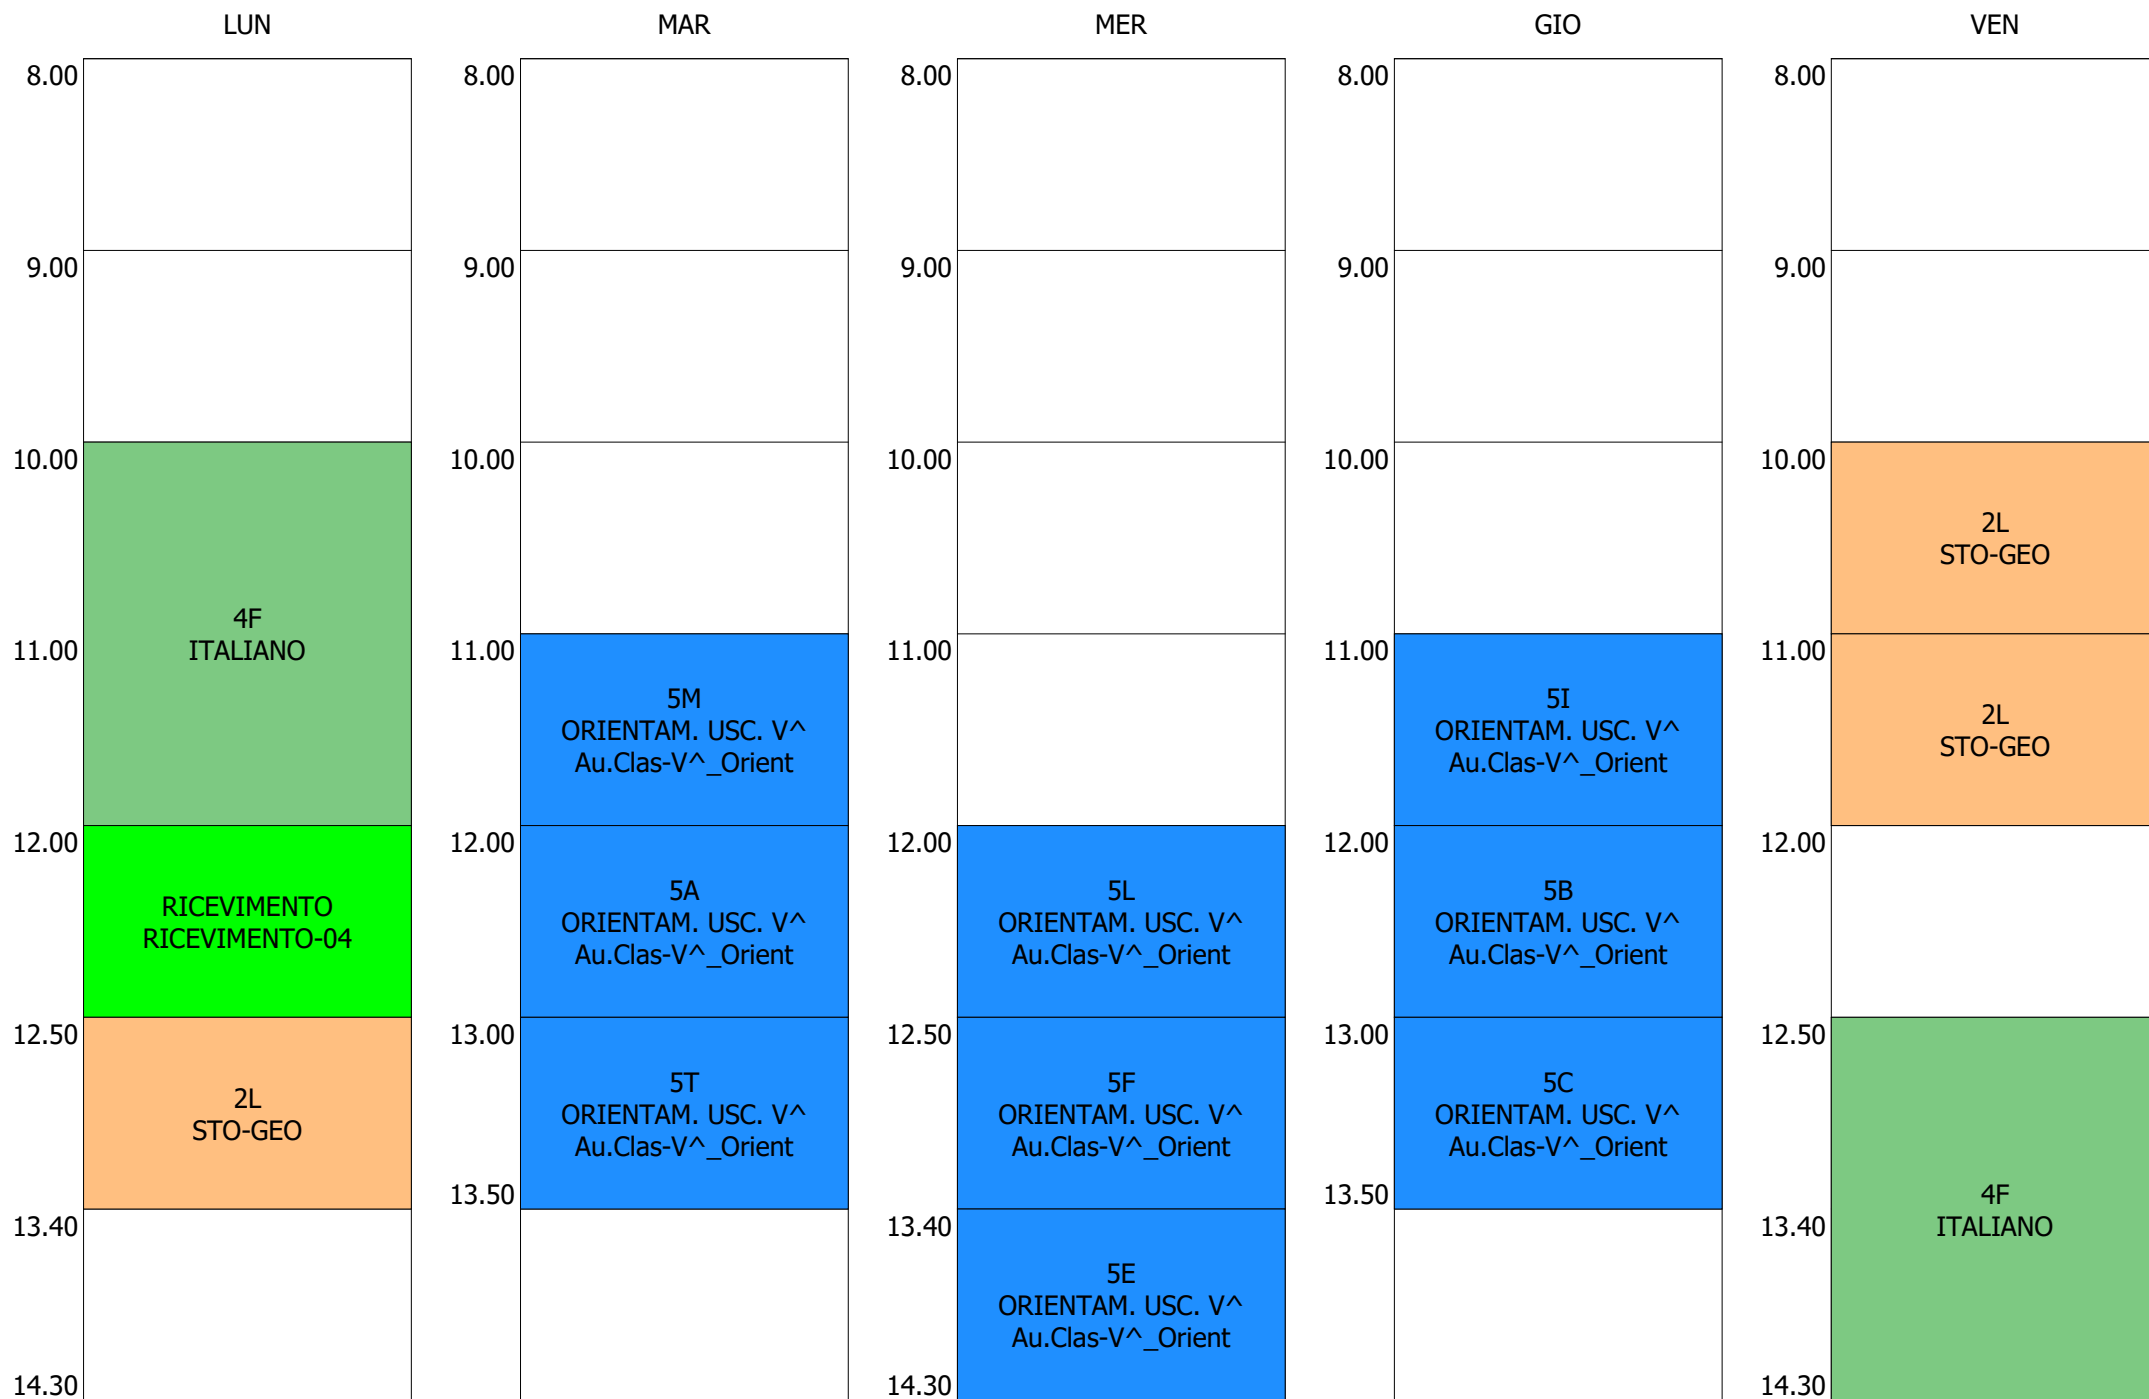 LUN
8.00
9.00
10.00
4F
ITALIANO
11.00
12.00
RICEVIMENTO
RICEVIMENTO-04
12.50
2L
STO-GEO
13.40
14.30
MAR
8.00
9.00
10.00
11.00
5M
ORIENTAM. USC. V^
Au.Clas-V^_Orient
12.00
5A
ORIENTAM. USC. V^
Au.Clas-V^_Orient
13.00
5T
ORIENTAM. USC. V^
Au.Clas-V^_Orient
13.50
MER
8.00
9.00
10.00
11.00
12.00
5L
ORIENTAM. USC. V^
Au.Clas-V^_Orient
12.50
5F
ORIENTAM. USC. V^
Au.Clas-V^_Orient
13.40
5E
ORIENTAM. USC. V^
Au.Clas-V^_Orient
14.30
GIO
8.00
9.00
10.00
11.00
5I
ORIENTAM. USC. V^
Au.Clas-V^_Orient
12.00
5B
ORIENTAM. USC. V^
Au.Clas-V^_Orient
13.00
5C
ORIENTAM. USC. V^
Au.Clas-V^_Orient
13.50
VEN
8.00
9.00
10.00
2L
STO-GEO
11.00
2L
STO-GEO
12.00
12.50
4F
ITALIANO
13.40
14.30